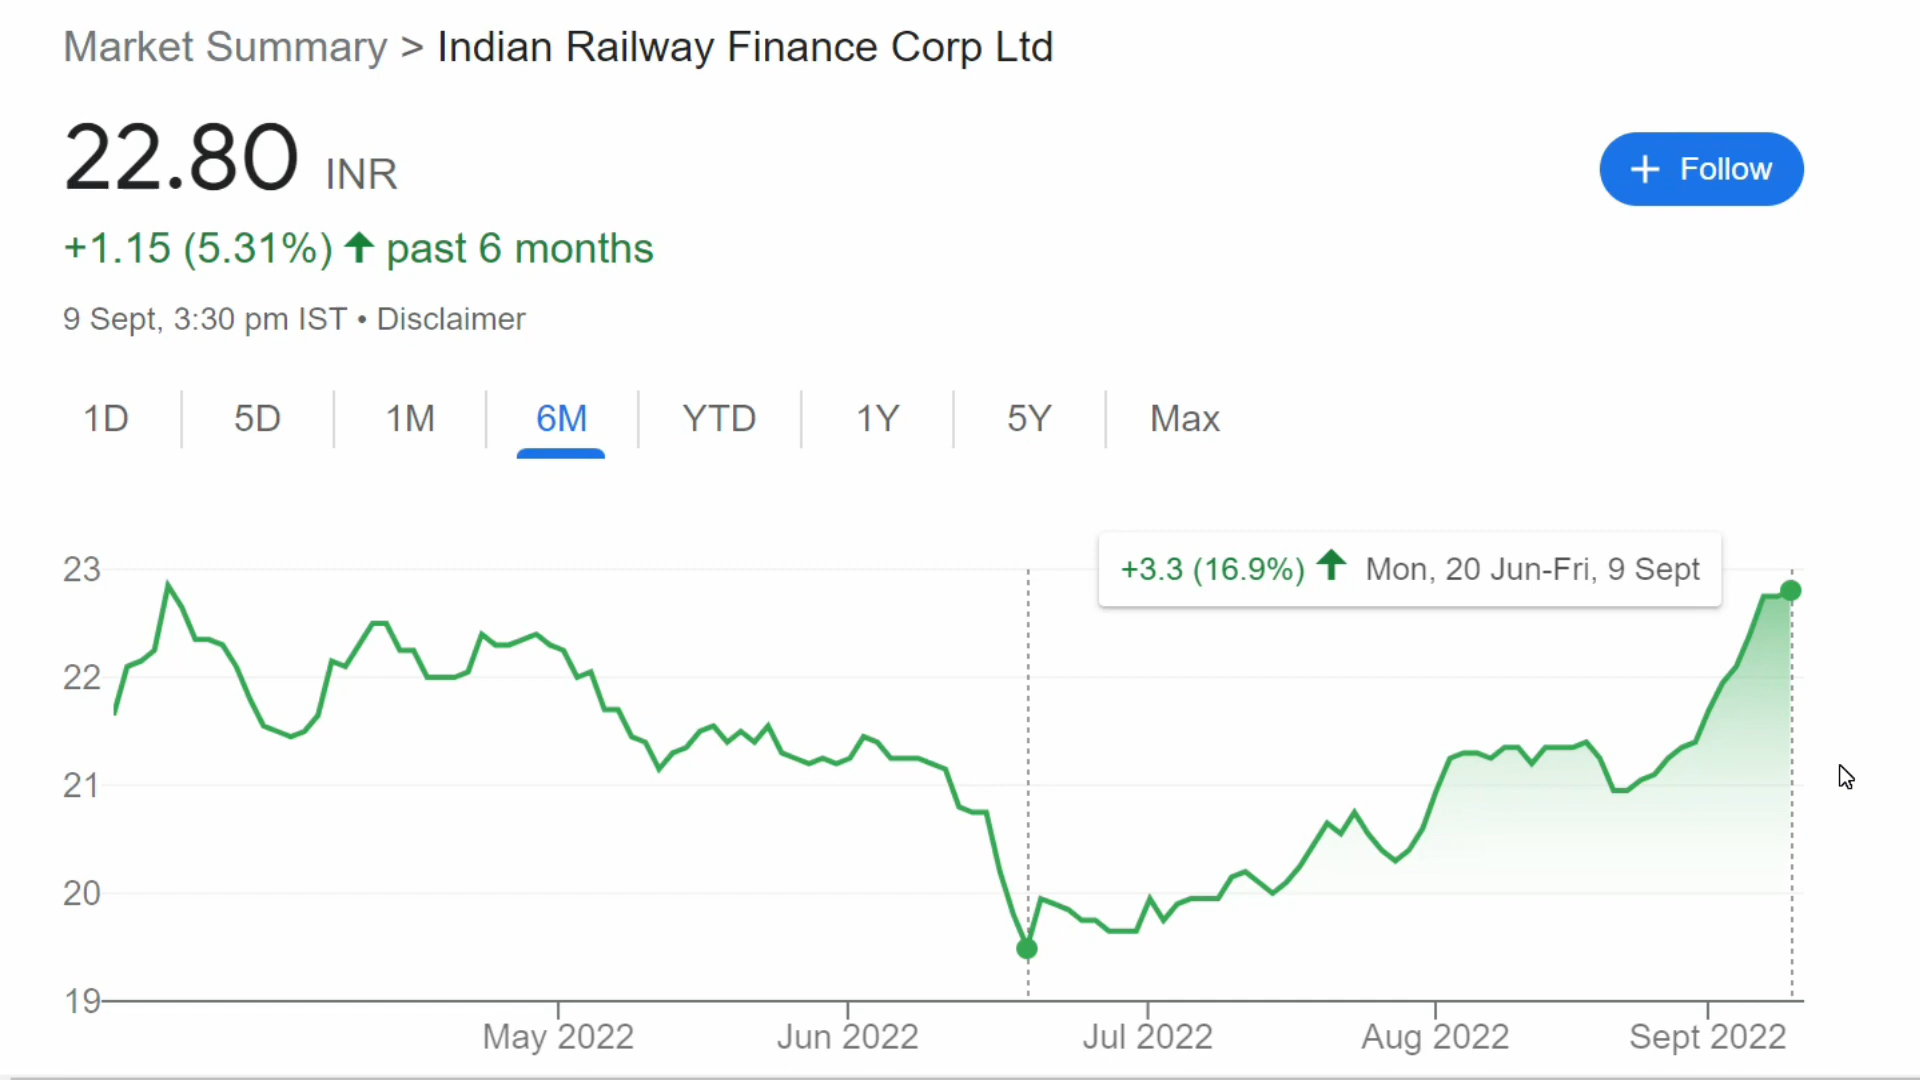 Market Summary > Indian Railway Finance Corp Ltd
22.80 INR
+ Follow
+1.15 (5.31%) ↑ past 6 months
9 Sept, 3:30 pm IST • Disclaimer
1D 5D 1M 6M YTD 1Y 5Y Max
+3.3 (16.9%) ↑ Mon, 20 Jun-Fri, 9 Sept
23
22
21
20
19
May 2022 Jun 2022 Jul 2022 Aug 2022 Sept 2022